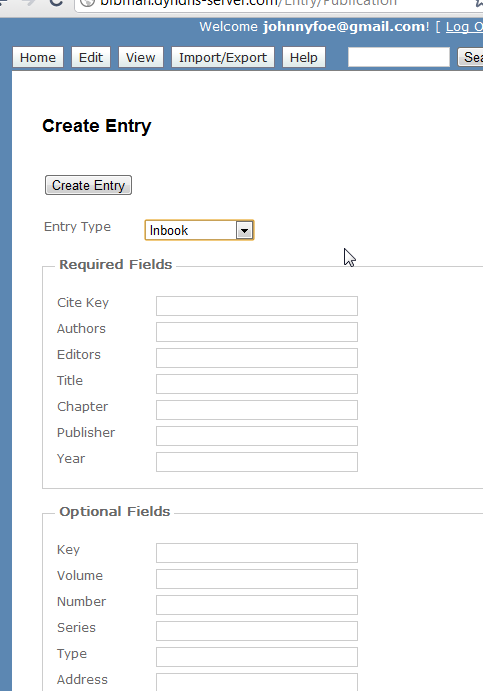 bibman.dyndns-server.com/Entry/Publication
Welcome johnnyfoe@gmail.com! [ Log O
Home Edit View Import/Export Help Sea
Create Entry
Create Entry
Entry Type Inbook
Required Fields
Cite Key
Authors
Editors
Title
Chapter
Publisher
Year
Optional Fields
Key
Volume
Number
Series
Type
Address